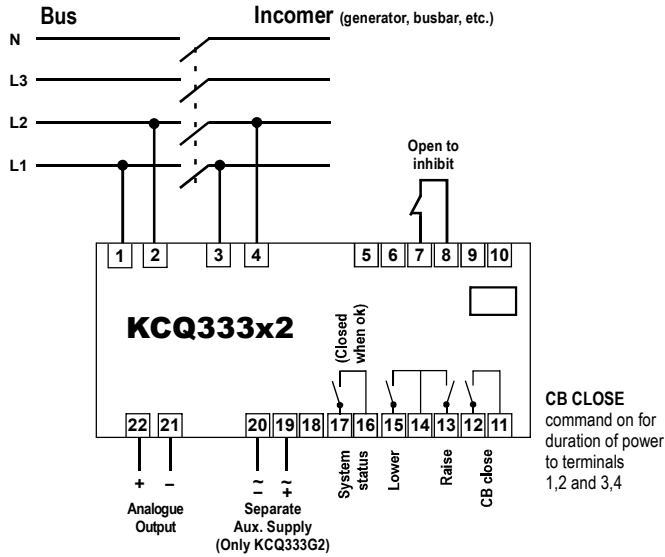 Bus
Incomer (generator, busbar, etc.)
N
L3
L2
L1
Open to
inhibit
1 2 3 4 5 6 7 8 9 10
KCQ333x2
(Closed
when ok)
22 21 20 19 18 17 16 15 14 13 12 11
+ – ~ ~
– +
Analogue
Output
Separate
Aux. Supply
(Only KCQ333G2)
System
status
Lower
Raise
CB close
CB CLOSE
command on for
duration of power
to terminals
1,2 and 3,4